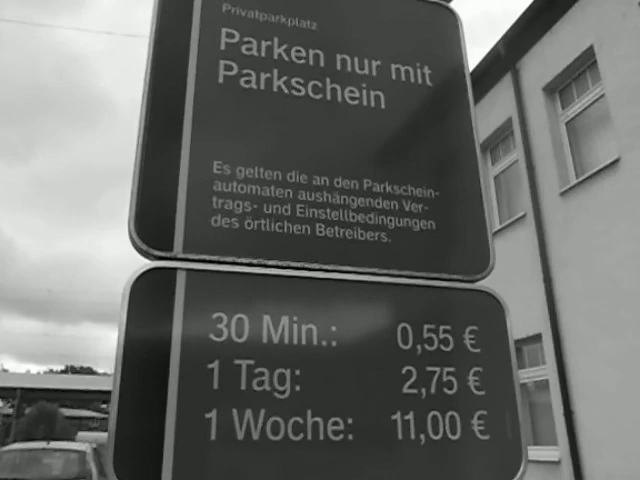 Privatparkplatz
Parken nur mit
Parkschein
Es gelten die an den Parkschein-
automaten aushängenden Ver-
trags- und Einstellbedingungen
des örtlichen Betreibers.
30 Min.: 0,55 €
1 Tag: 2,75 €
1 Woche: 11,00 €